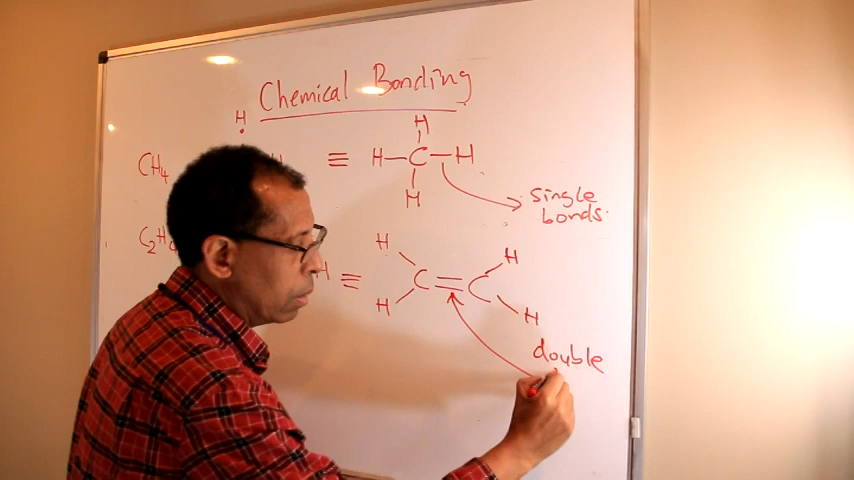 Chemical Bonding
H
H
CH4 H ≡ H—C—H
H
single
bonds.
H H
C2H H ≡ C=C
H H
double